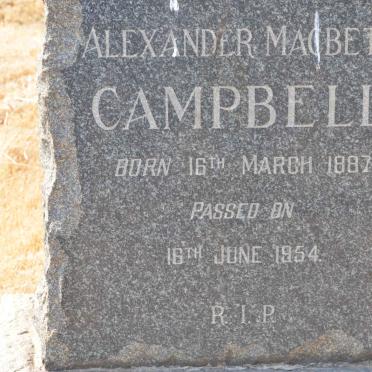 ALEXANDER MACBET
CAMPBELL
BORN 16TH MARCH 1887
PASSED ON
16TH JUNE 1954
R.I.P.